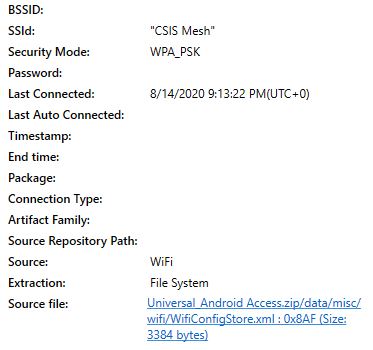 BSSID:
SSId: "CSIS Mesh"
Security Mode: WPA_PSK
Password:
Last Connected: 8/14/2020 9:13:22 PM(UTC+0)
Last Auto Connected:
Timestamp:
End time:
Package:
Connection Type:
Artifact Family:
Source Repository Path:
Source: WiFi
Extraction: File System
Source file: Universal_Android Access.zip/data/misc/
wifi/WifiConfigStore.xml : 0x8AF (Size:
3384 bytes)